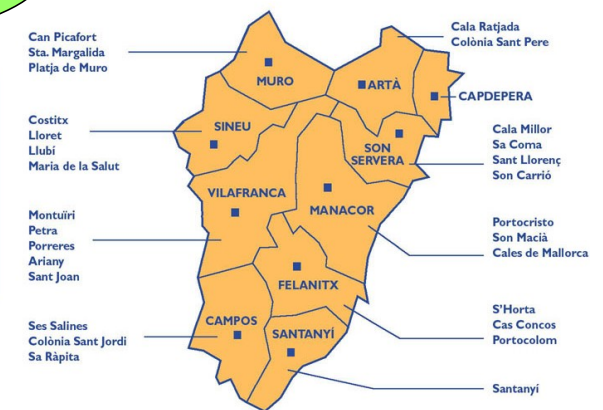 Can Picafort
Sta. Margalida
Platja de Muro
Cala Ratjada
Colònia Sant Pere
MURO
ARTÀ
CAPDEPERA
Costitx
Lloret
Llubí
Maria de la Salut
SINEU
SON
SERVERA
Cala Millor
Sa Coma
Sant Llorenç
Son Carrió
VILAFRANCA
MANACOR
Montuïri
Petra
Porreres
Ariany
Sant Joan
Portocristo
Son Macià
Cales de Mallorca
FELANITX
S'Horta
Cas Concos
Portocolom
Ses Salines
Colònia Sant Jordi
Sa Ràpita
CAMPOS
SANTANYÍ
Santanyí